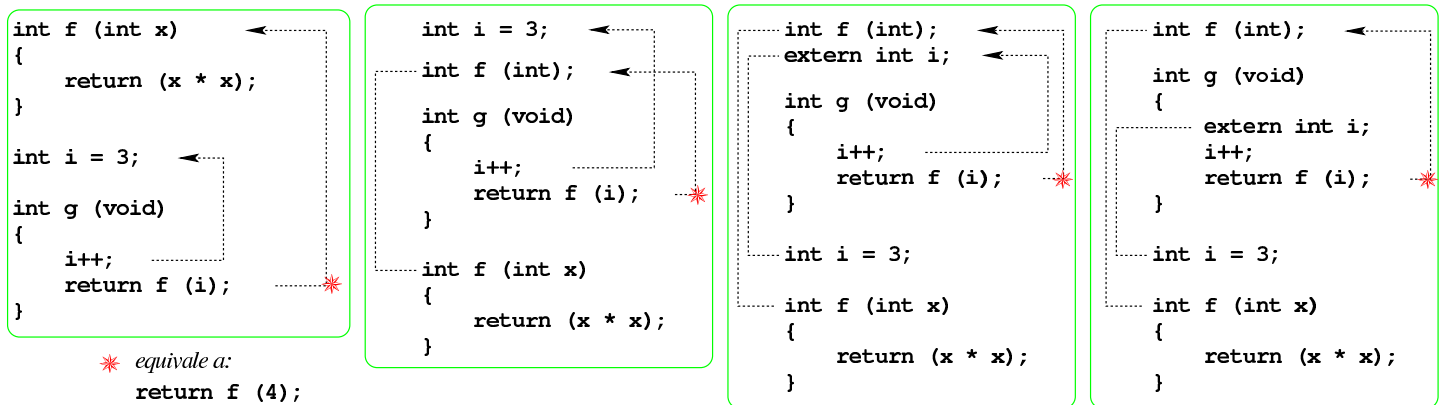 int f (int x)
{
return (x * x);
}
int i = 3;
int g (void)
{
i++;
return f (i);
}
equivale a:
return f (4);
int i = 3;
int f (int);
int g (void)
{
i++;
return f (i);
}
int f (int x)
{
return (x * x);
}
int f (int);
extern int i;
int g (void)
{
i++;
return f (i);
}
int i = 3;
int f (int x)
{
return (x * x);
}
int f (int);
int g (void)
{
extern int i;
i++;
return f (i);
}
int i = 3;
int f (int x)
{
return (x * x);
}